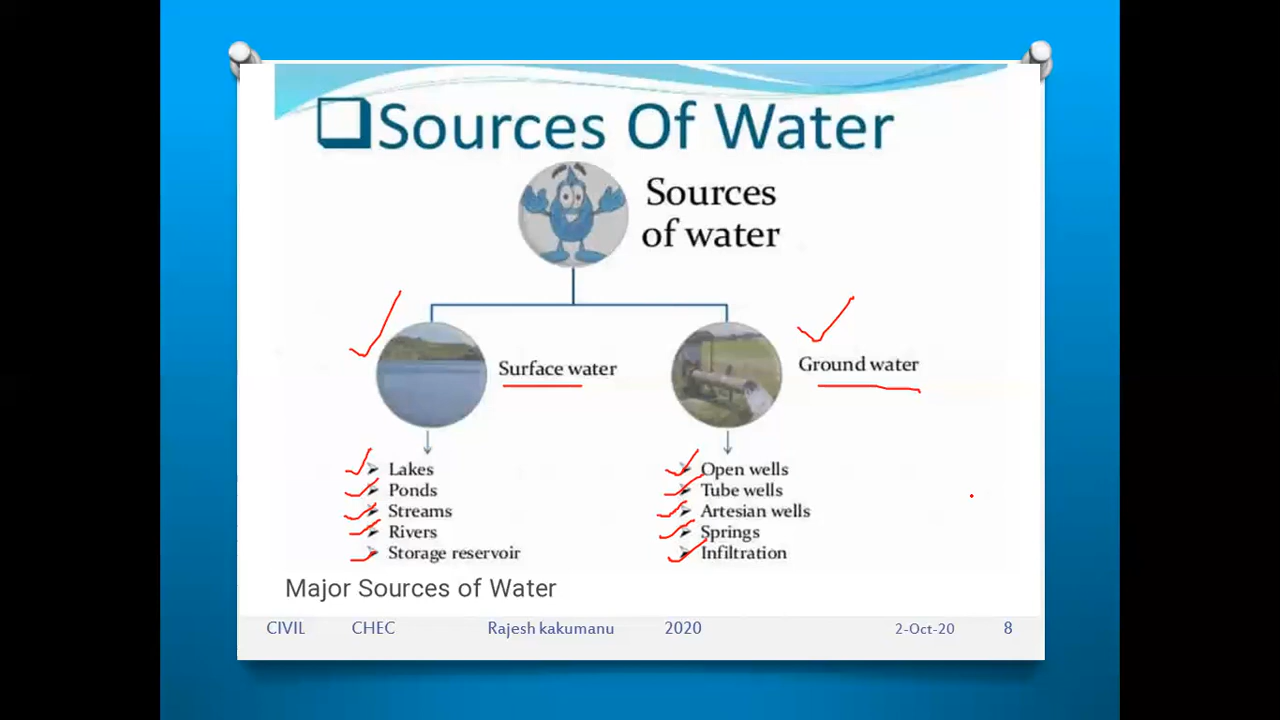 Sources Of Water
Sources
of water
Surface water
Ground water
Lakes
Ponds
Streams
Rivers
Storage reservoir
Open wells
Tube wells
Artesian wells
Springs
Infiltration
Major Sources of Water
CIVIL CHEC Rajesh kakumanu 2020 2-Oct-20 8